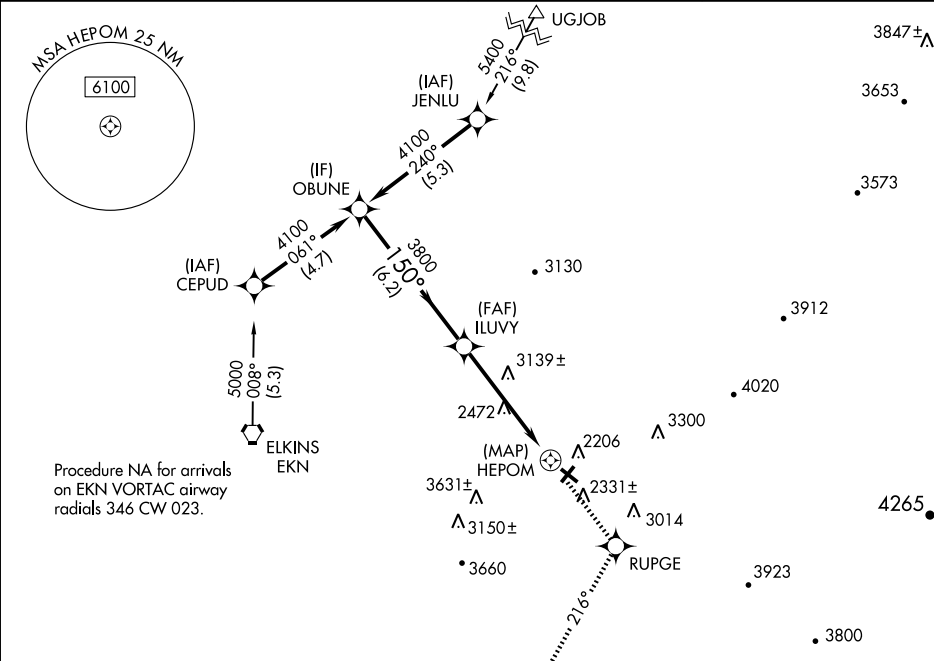 MSA HEPOM 25 NM
6100
UGJOB
5400
216°
(9.8)
(IAF)
JENLU
4100
240°
(5.3)
(IF)
OBUNE
4100
061°
(4.7)
(IAF)
CEPUD
3800
150°
(6.2)
(FAF)
ILUVY
5000
008°
(5.3)
ELKINS
EKN
Procedure NA for arrivals
on EKN VORTAC airway
radials 346 CW 023.
3847±
3653
3573
3130
3912
3139±
4020
2472
3300
2206
(MAP)
HEPOM
3631±
2331±
3014
4265
3150±
3660
RUPGE
3923
216°
3800